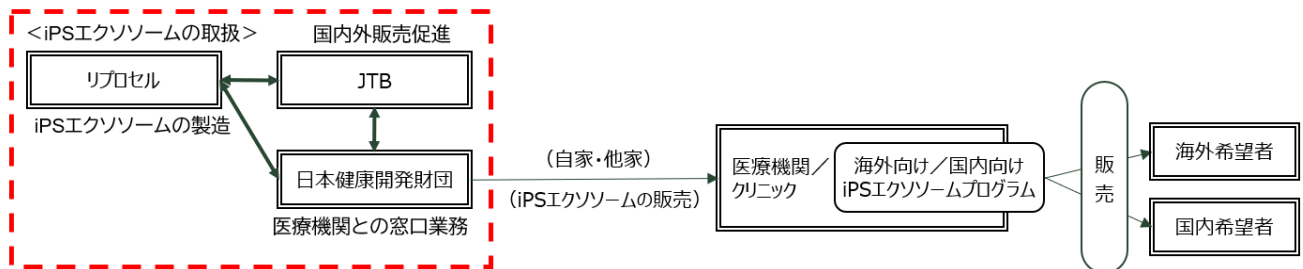 <iPSエクソソームの取扱>
国内外販売促進
リプロセル
JTB
iPSエクソソームの製造
日本健康開発財団
医療機関との窓口業務
(自家・他家)
(iPSエクソソームの販売)
医療機関/
クリニック
海外向け/国内向け
iPSエクソソームプログラム
販売
海外希望者
国内希望者